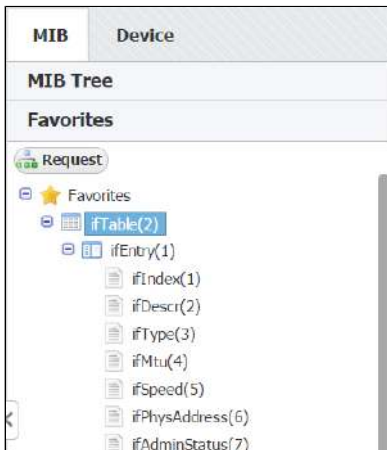 MIB Device
MIB Tree
Favorites
Request
Favorites
ifTable(2)
ifEntry(1)
ifIndex(1)
ifDescr(2)
ifType(3)
ifMtu(4)
ifSpeed(5)
ifPhysAddress(6)
ifAdminStatus(7)